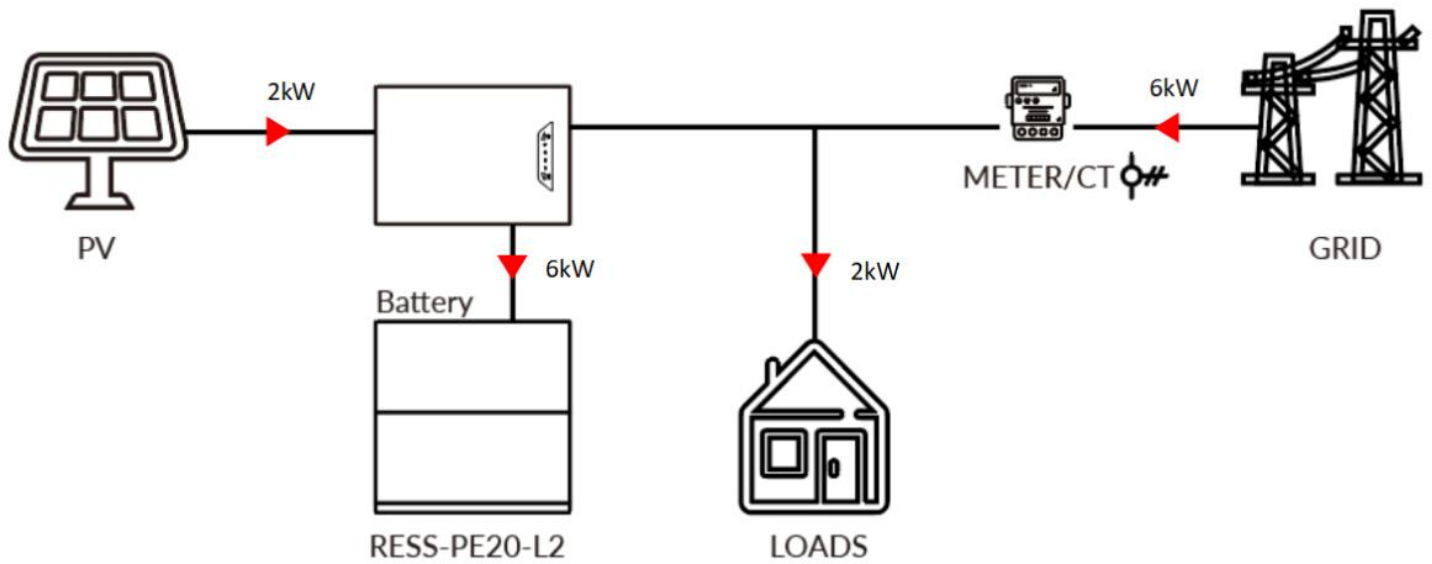 2kW
6kW
METER/CT
PV
GRID
6kW
2kW
Battery
RESS-PE20-L2
LOADS